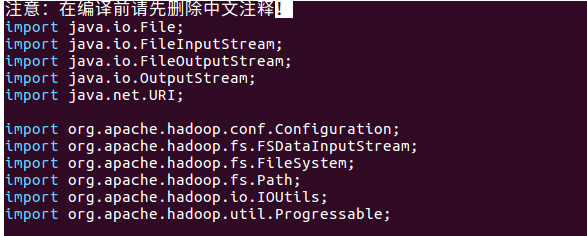 注意：在编译前请先删除中文注释！
import java.io.File;
import java.io.FileInputStream;
import java.io.FileOutputStream;
import java.io.OutputStream;
import java.net.URI;
import org.apache.hadoop.conf.Configuration;
import org.apache.hadoop.fs.FSDataInputStream;
import org.apache.hadoop.fs.FileSystem;
import org.apache.hadoop.fs.Path;
import org.apache.hadoop.io.IOUtils;
import org.apache.hadoop.util.Progressable;